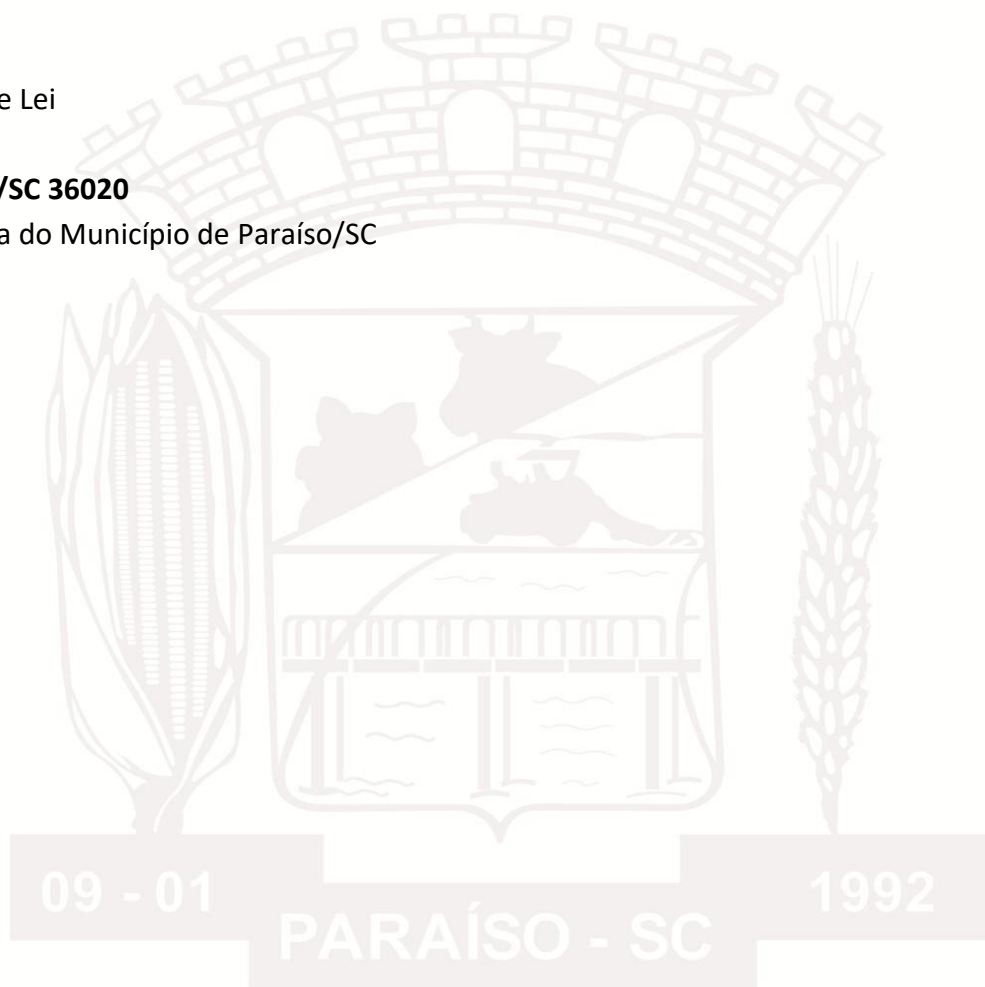 e Lei
/SC 36020
a do Município de Paraíso/SC
09 - 01
1992
PARAÍSO - SC